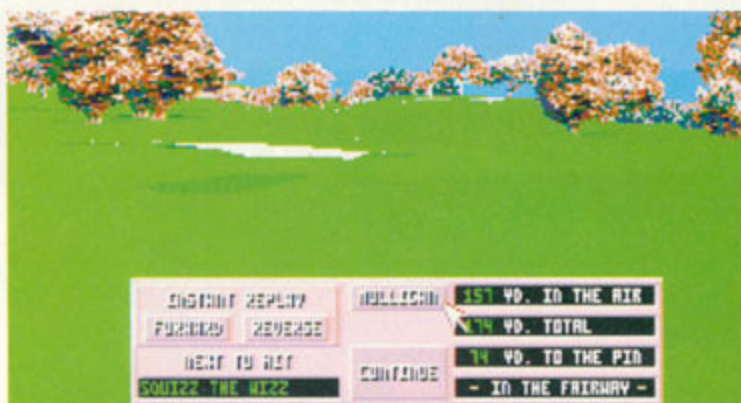 INSTANT REPLAY
FORWARD REVERSE
NEXT TO HIT
SQUIZZ THE WIZZ
MULLIGAN
CONTINUE
157 YD. IN THE AIR
174 YD. TOTAL
74 YD. TO THE PIN
- IN THE FAIRWAY -